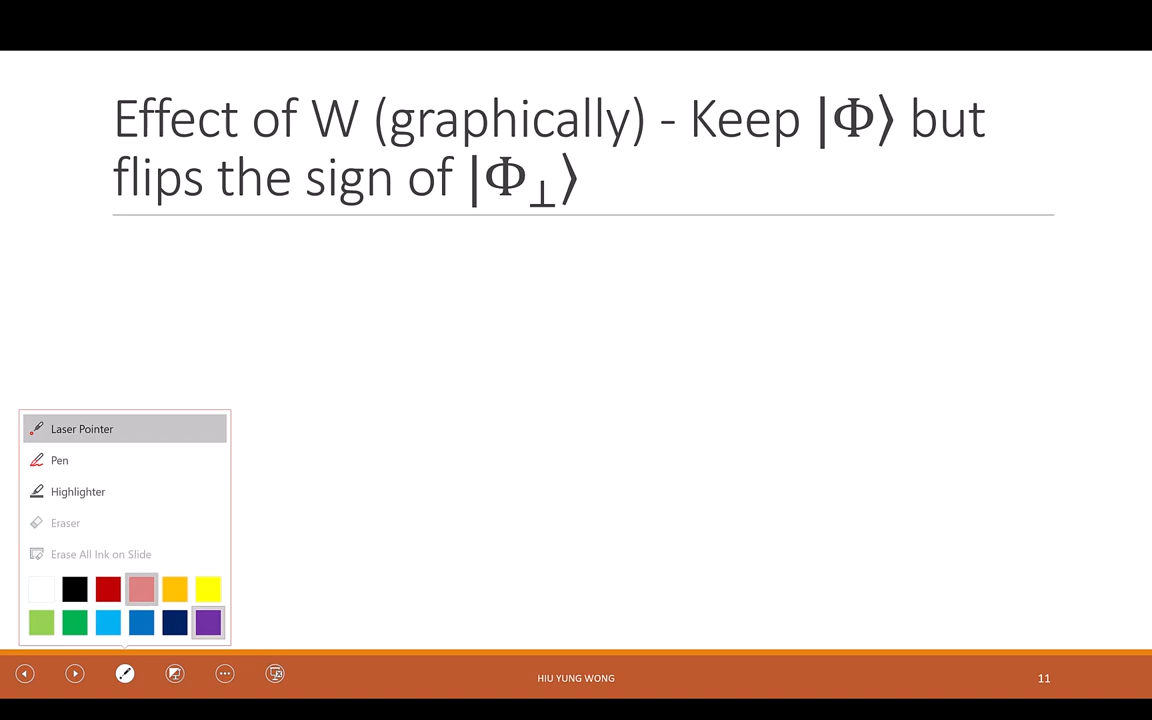 Effect of W (graphically) - Keep |Φ⟩ but
flips the sign of |Φ⊥⟩
Laser Pointer
Pen
Highlighter
Eraser
Erase All Ink on Slide
HIU YUNG WONG
11